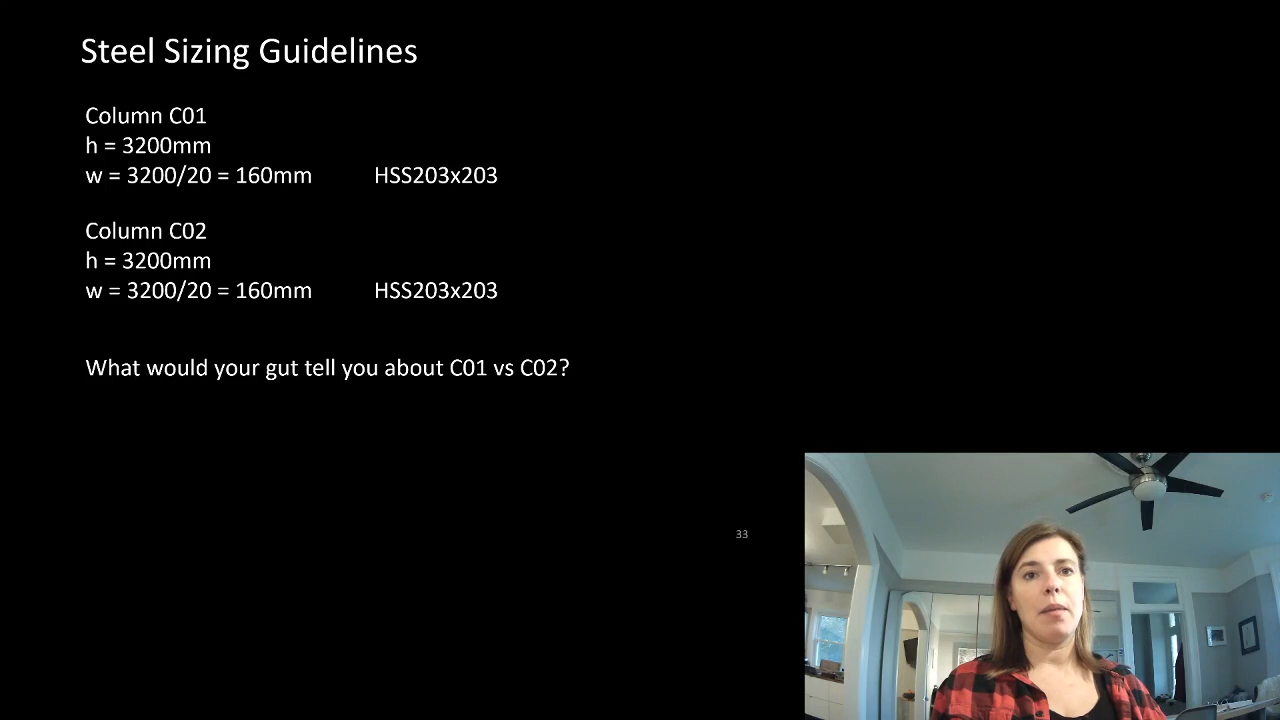 Steel Sizing Guidelines
Column C01
h = 3200mm
w = 3200/20 = 160mm HSS203x203
Column C02
h = 3200mm
w = 3200/20 = 160mm HSS203x203
What would your gut tell you about C01 vs C02?
33